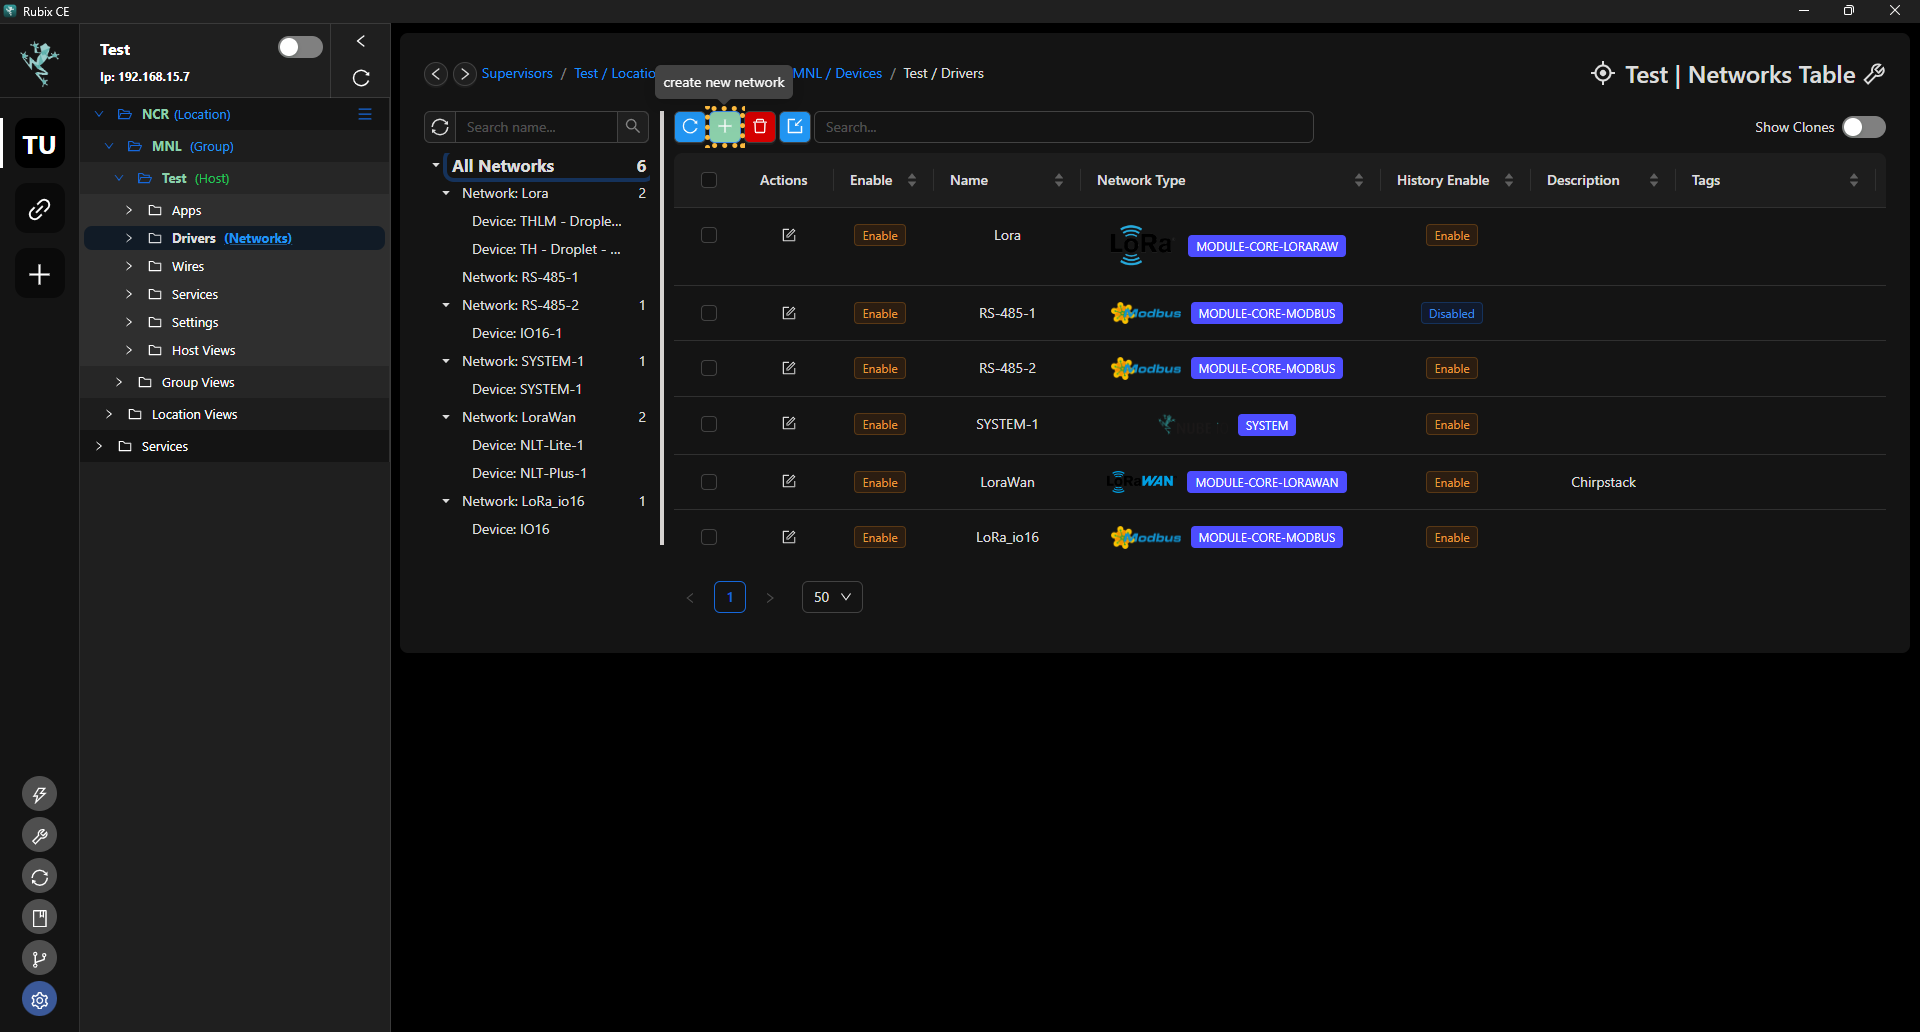 Rubix CE
Test
Ip: 192.168.15.7
TU
NCR (Location)
MNL (Group)
Test (Host)
Apps
Drivers (Networks)
Wires
Services
Settings
Host Views
Group Views
Location Views
Services
Supervisors / Test / Locatio
MNL / Devices / Test / Drivers
create new network
Test | Networks Table
Search name...
Search...
Show Clones
All Networks 6
Network: Lora 2
Device: THLM - Drople...
Device: TH - Droplet - ...
Network: RS-485-1
Network: RS-485-2 1
Device: IO16-1
Network: SYSTEM-1 1
Device: SYSTEM-1
Network: LoraWan 2
Device: NLT-Lite-1
Device: NLT-Plus-1
Network: LoRa_io16 1
Device: IO16
Actions Enable Name Network Type History Enable Description Tags
Enable Lora LoRa MODULE-CORE-LORARAW Enable
Enable RS-485-1 Modbus MODULE-CORE-MODBUS Disabled
Enable RS-485-2 Modbus MODULE-CORE-MODBUS Enable
Enable SYSTEM-1 SYSTEM Enable
Enable LoraWan LoRaWAN MODULE-CORE-LORAWAN Enable Chirpstack
Enable LoRa_io16 Modbus MODULE-CORE-MODBUS Enable
1
50